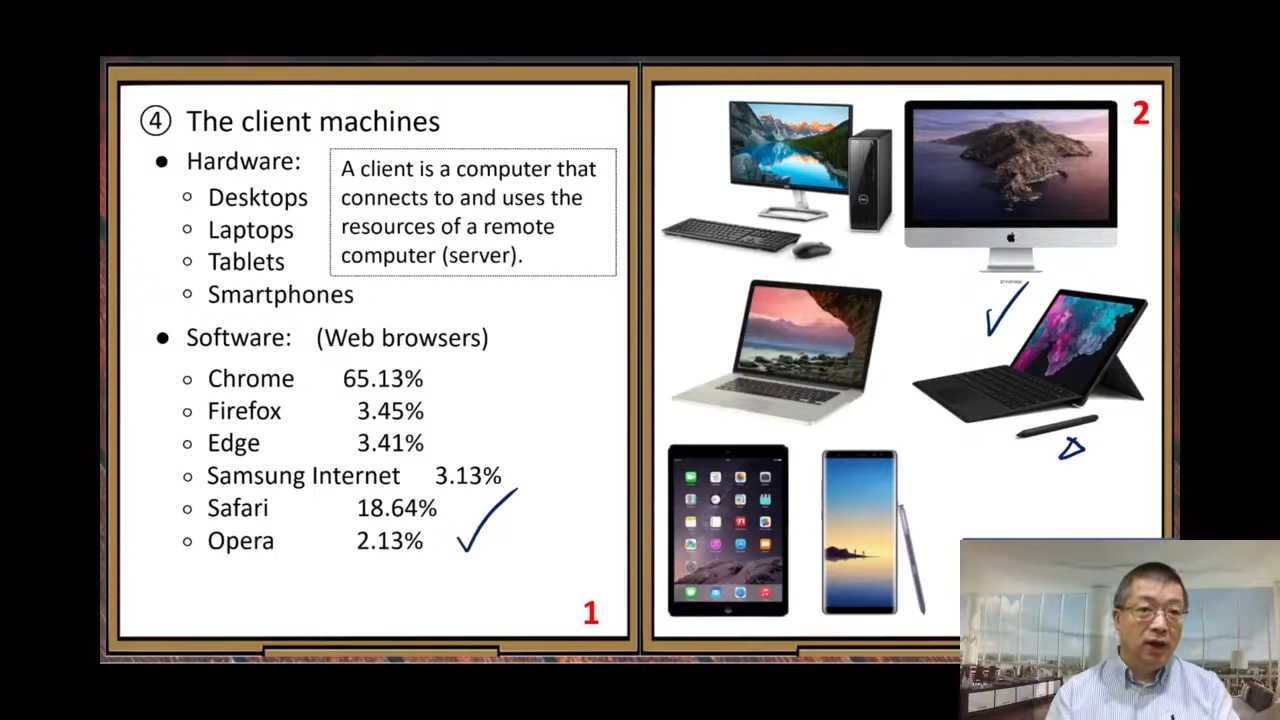 ④ The client machines
● Hardware:
○ Desktops
○ Laptops
○ Tablets
○ Smartphones
A client is a computer that
connects to and uses the
resources of a remote
computer (server).
● Software: (Web browsers)
○ Chrome 65.13%
○ Firefox 3.45%
○ Edge 3.41%
○ Samsung Internet 3.13%
○ Safari 18.64%
○ Opera 2.13%
1
2